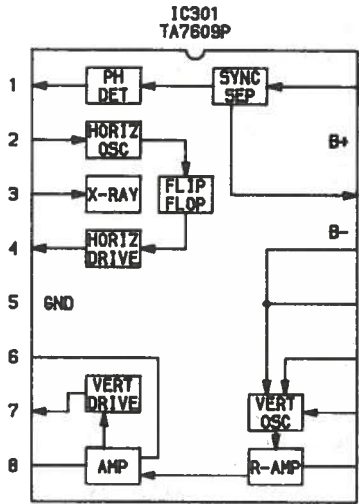 IC301
TA7609P
1
PH
DET
SYNC
SEP
2
HORIZ
OSC
B+
3
X-RAY
FLIP
FLOP
4
HORIZ
DRIVE
B-
5
GND
6
7
VERT
DRIVE
VERT
OSC
8
AMP
R-AMP